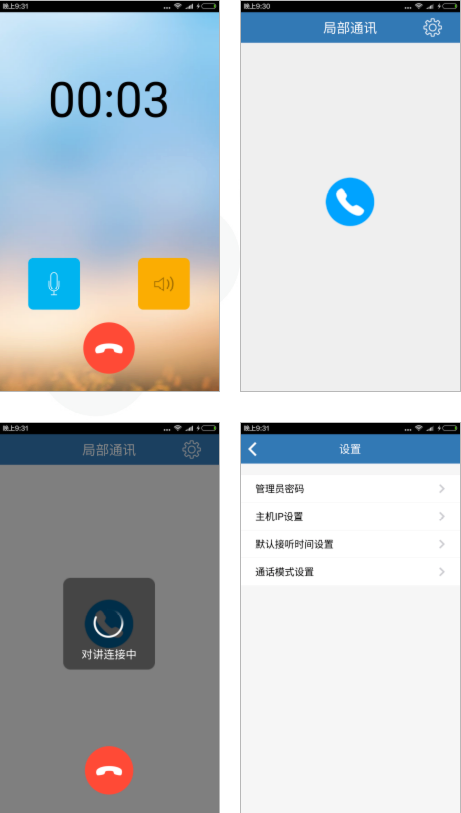 晚上9:31
00:03
晚上9:30
局部通讯
晚上9:31
局部通讯
对讲连接中
晚上9:31
设置
管理员密码
主机IP设置
默认接听时间设置
通话模式设置